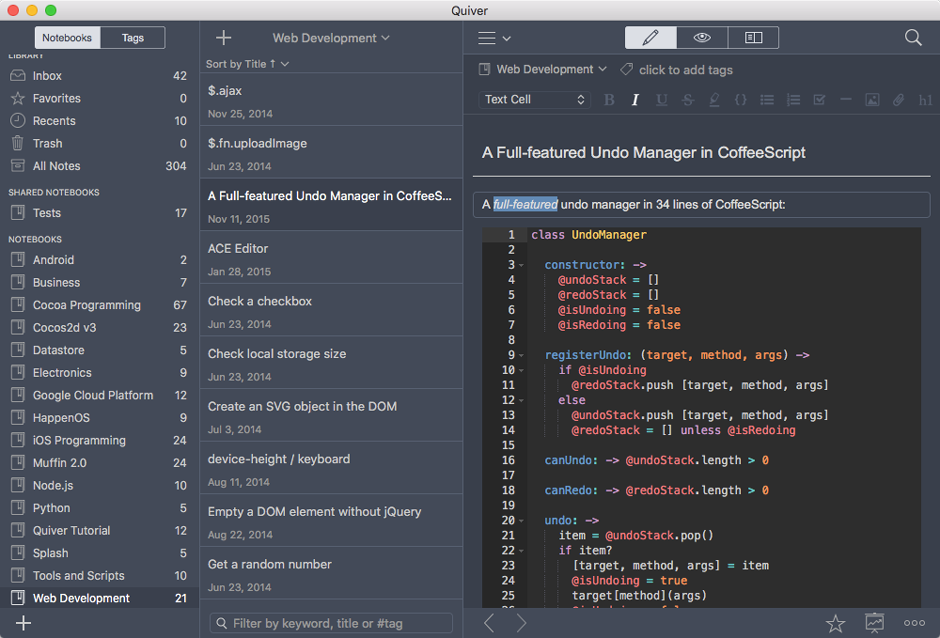 Quiver
Notebooks Tags
LIBRARY
Inbox 42
Favorites 0
Recents 10
Trash 0
All Notes 304
SHARED NOTEBOOKS
Tests 17
NOTEBOOKS
Android 2
Business 7
Cocoa Programming 67
Cocos2d v3 23
Datastore 5
Electronics 9
Google Cloud Platform 12
HappenOS 9
iOS Programming 24
Muffin 2.0 24
Node.js 10
Python 5
Quiver Tutorial 12
Splash 5
Tools and Scripts 10
Web Development 21
Web Development
Sort by Title ↑
$.ajax
Nov 25, 2014
$.fn.uploadImage
Jun 23, 2014
A Full-featured Undo Manager in CoffeeS...
Nov 11, 2015
ACE Editor
Jan 28, 2015
Check a checkbox
Jun 23, 2014
Check local storage size
Jun 23, 2014
Create an SVG object in the DOM
Jul 3, 2014
device-height / keyboard
Aug 11, 2014
Empty a DOM element without jQuery
Aug 22, 2014
Get a random number
Jun 23, 2014
Filter by keyword, title or #tag
Web Development click to add tags
Text Cell B I U S {} h1
A Full-featured Undo Manager in CoffeeScript
A full-featured undo manager in 34 lines of CoffeeScript:
1 class UndoManager
2
3 constructor: ->
4 @undoStack = []
5 @redoStack = []
6 @isUndoing = false
7 @isRedoing = false
8
9 registerUndo: (target, method, args) ->
10 if @isUndoing
11 @redoStack.push [target, method, args]
12 else
13 @undoStack.push [target, method, args]
14 @redoStack = [] unless @isRedoing
15
16 canUndo: -> @undoStack.length > 0
17
18 canRedo: -> @redoStack.length > 0
19
20 undo: ->
21 item = @undoStack.pop()
22 if item?
23 [target, method, args] = item
24 @isUndoing = true
25 target[method](args)